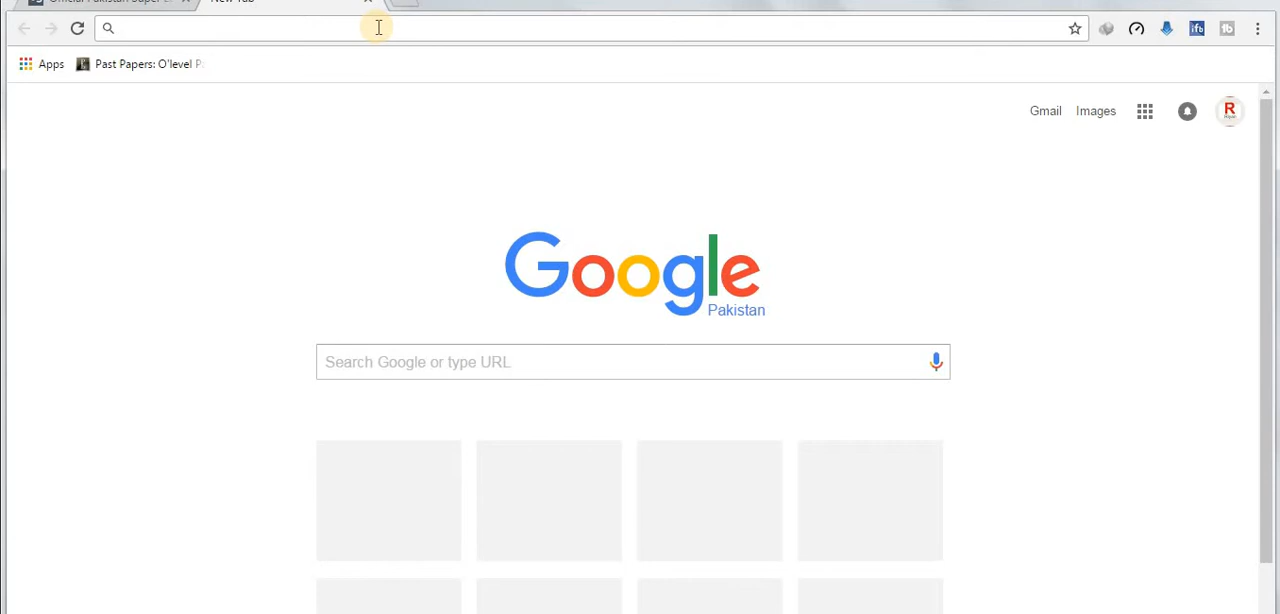 Official Pakistan Super L
New Tab
Apps
Past Papers: O'level P
Gmail
Images
R
Google
Pakistan
Search Google or type URL